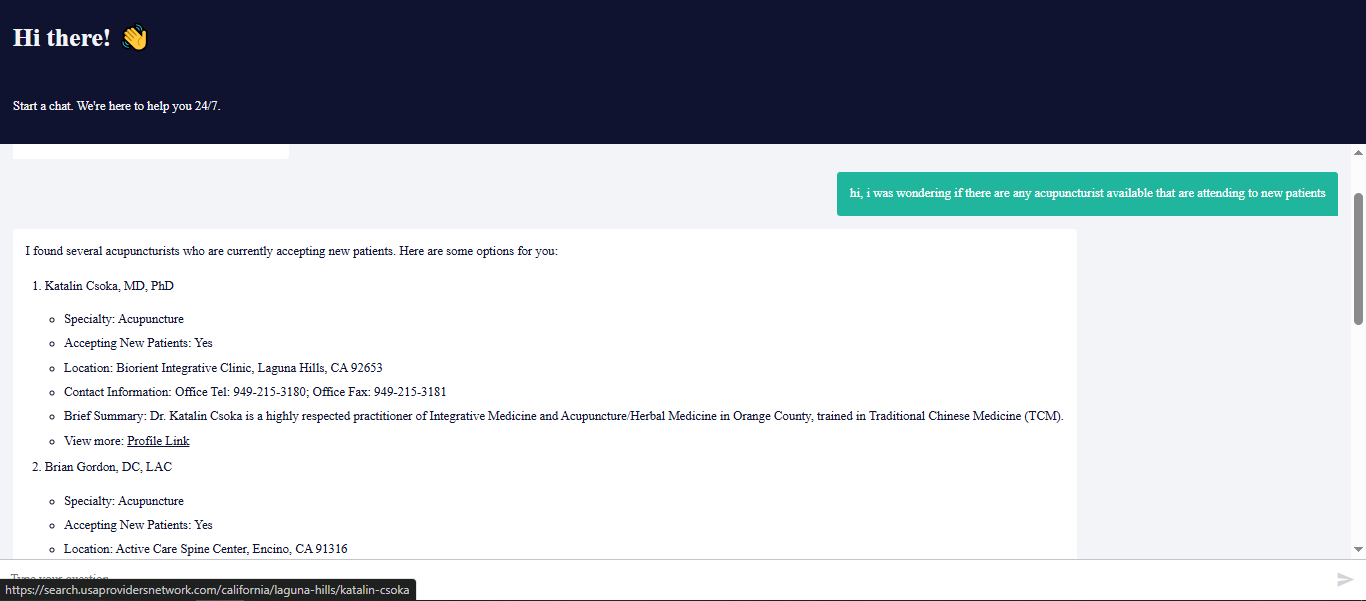 Hi there! 👋
Start a chat. We're here to help you 24/7.
hi, i was wondering if there are any acupuncturist available that are attending to new patients
I found several acupuncturists who are currently accepting new patients. Here are some options for you:
1. Katalin Csoka, MD, PhD
Specialty: Acupuncture
Accepting New Patients: Yes
Location: Biorient Integrative Clinic, Laguna Hills, CA 92653
Contact Information: Office Tel: 949-215-3180; Office Fax: 949-215-3181
Brief Summary: Dr. Katalin Csoka is a highly respected practitioner of Integrative Medicine and Acupuncture/Herbal Medicine in Orange County, trained in Traditional Chinese Medicine (TCM).
View more: Profile Link
2. Brian Gordon, DC, LAC
Specialty: Acupuncture
Accepting New Patients: Yes
Location: Active Care Spine Center, Encino, CA 91316
Type your question
https://search.usaprovidersnetwork.com/california/laguna-hills/katalin-csoka